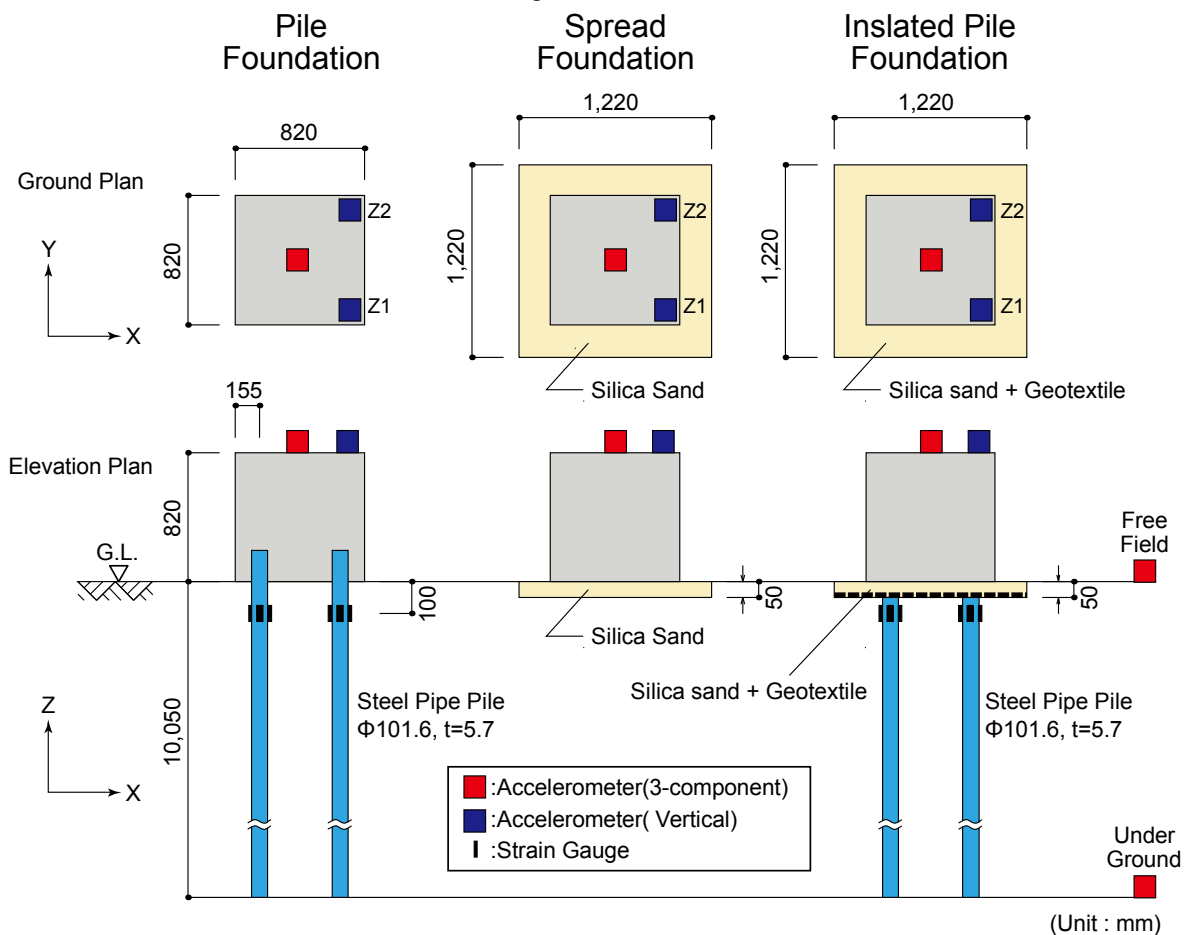 Pile
Foundation
Spread
Foundation
Inslated Pile
Foundation
820
1,220
1,220
Ground Plan
Y
X
820
Z2
Z1
1,220
Z2
Z1
Silica Sand
1,220
Z2
Z1
Silica sand + Geotextile
155
Elevation Plan
820
G.L.
100
50
Silica Sand
50
Free
Field
Silica sand + Geotextile
Z
X
10,050
Steel Pipe Pile
Φ101.6, t=5.7
Steel Pipe Pile
Φ101.6, t=5.7
:Accelerometer(3-component)
:Accelerometer( Vertical)
:Strain Gauge
Under
Ground
(Unit : mm)